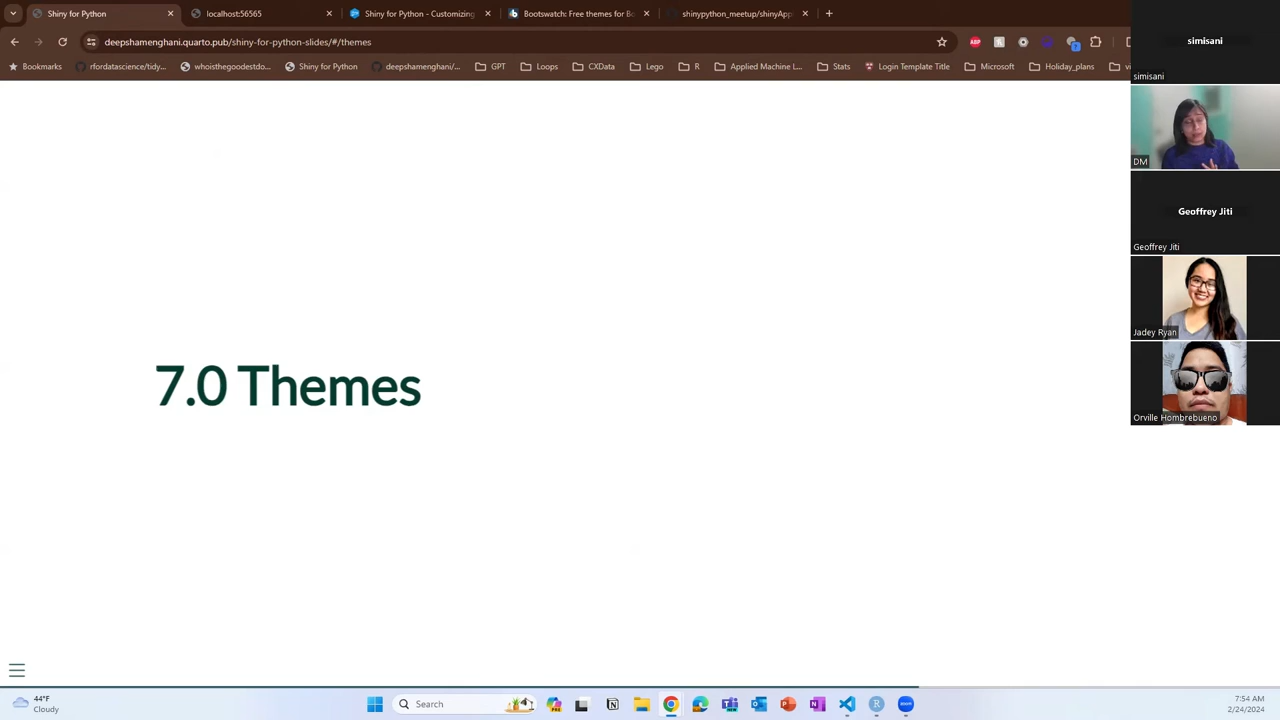 Shiny for Python
localhost:56565
Shiny for Python - Customizing
Bootswatch: Free themes for Bo
shinypython_meetup/shinyApp
deepshamenghani.quarto.pub/shiny-for-python-slides/#/themes
ABP
Bookmarks
rfordatascience/tidy...
whoisthegoodestdo...
Shiny for Python
deepshamenghani/...
GPT
Loops
CXData
Lego
R
Applied Machine L...
Stats
Login Template Title
Microsoft
Holiday_plans
vi
simisani
simisani
DM
Geoffrey Jiti
Geoffrey Jiti
Jadey Ryan
Orville Hombrebueno
7.0 Themes
44°F
Cloudy
Search
zoom
7:54 AM
2/24/2024